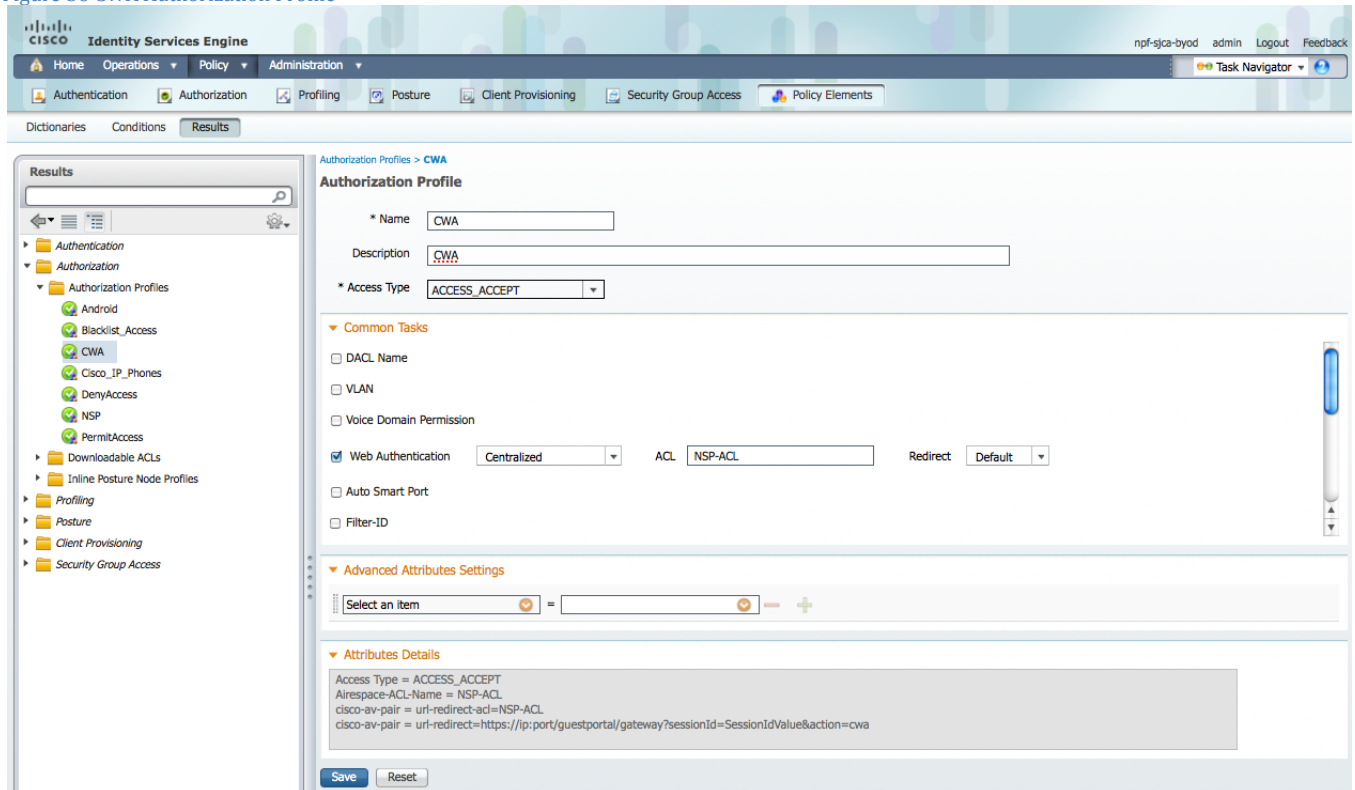 CISCO Identity Services Engine
npf-sjca-byod admin Logout Feedback
Home Operations Policy Administration
Task Navigator
Authentication Authorization Profiling Posture Client Provisioning Security Group Access Policy Elements
Dictionaries Conditions Results
Results
Authentication
Authorization
Authorization Profiles
Android
Blacklist_Access
CWA
Cisco_IP_Phones
DenyAccess
NSP
PermitAccess
Downloadable ACLs
Inline Posture Node Profiles
Profiling
Posture
Client Provisioning
Security Group Access
Authorization Profiles > CWA
Authorization Profile
* Name CWA
Description CWA
* Access Type ACCESS_ACCEPT
Common Tasks
DACL Name
VLAN
Voice Domain Permission
Web Authentication Centralized ACL NSP-ACL Redirect Default
Auto Smart Port
Filter-ID
Advanced Attributes Settings
Select an item =
Attributes Details
Access Type = ACCESS_ACCEPT
Airespace-ACL-Name = NSP-ACL
cisco-av-pair = url-redirect-acl=NSP-ACL
cisco-av-pair = url-redirect=https://ip:port/guestportal/gateway?sessionId=SessionIdValue&action=cwa
Save Reset